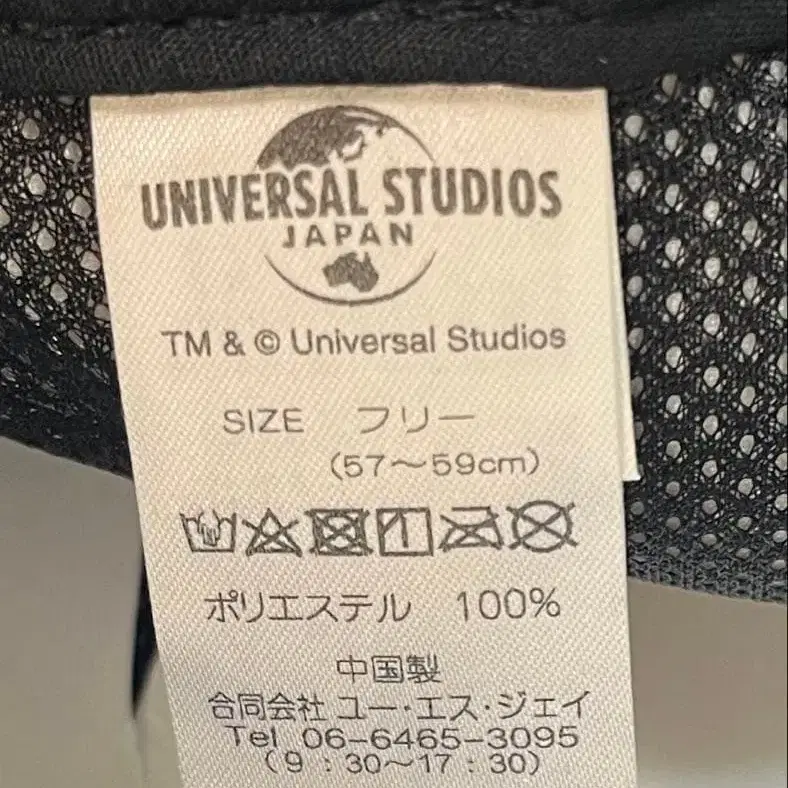 UNIVERSAL STUDIOS
JAPAN
TM & © Universal Studios
SIZE フリー
(57～59cm)
ポリエステル 100%
中国製
合同会社 ユー・エス・ジェイ
Tel 06-6465-3095
(9:30～17:30)